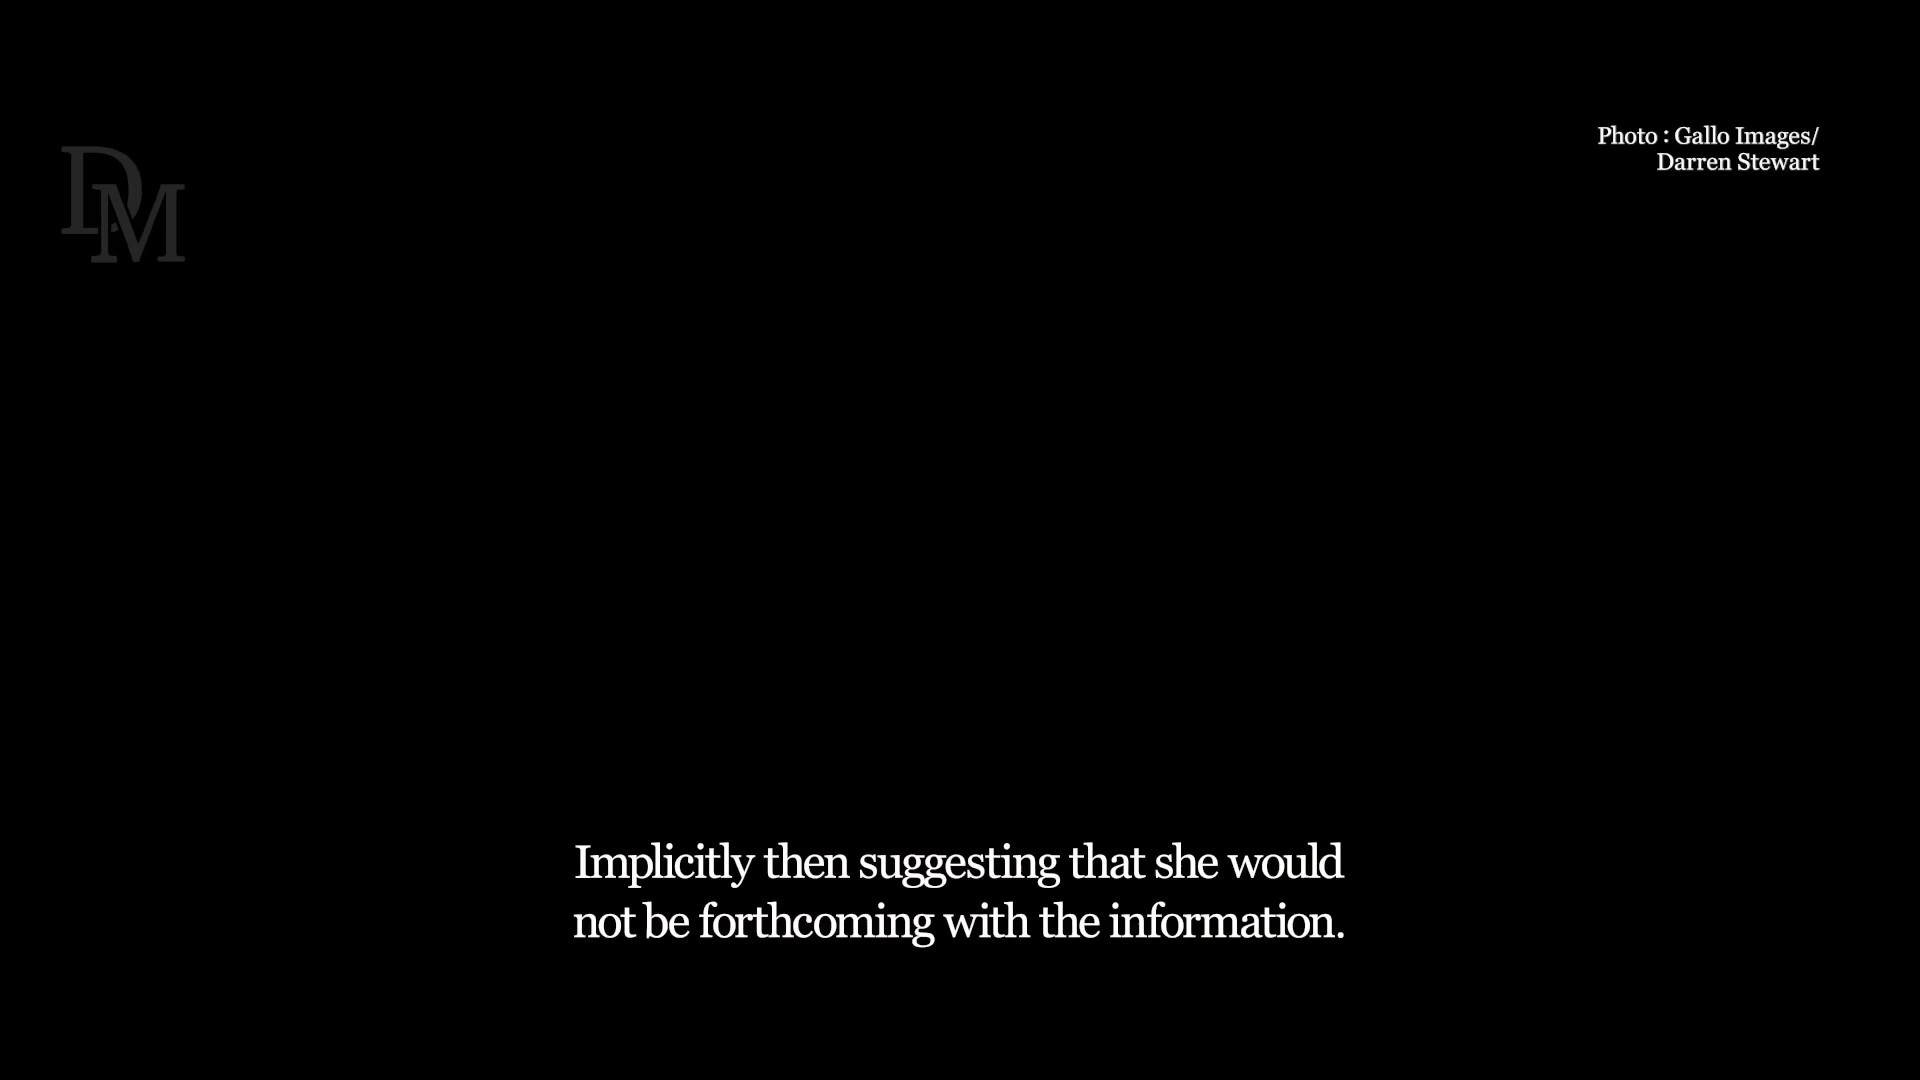 DM
Photo : Gallo Images/
Darren Stewart
Implicitly then suggesting that she would
not be forthcoming with the information.